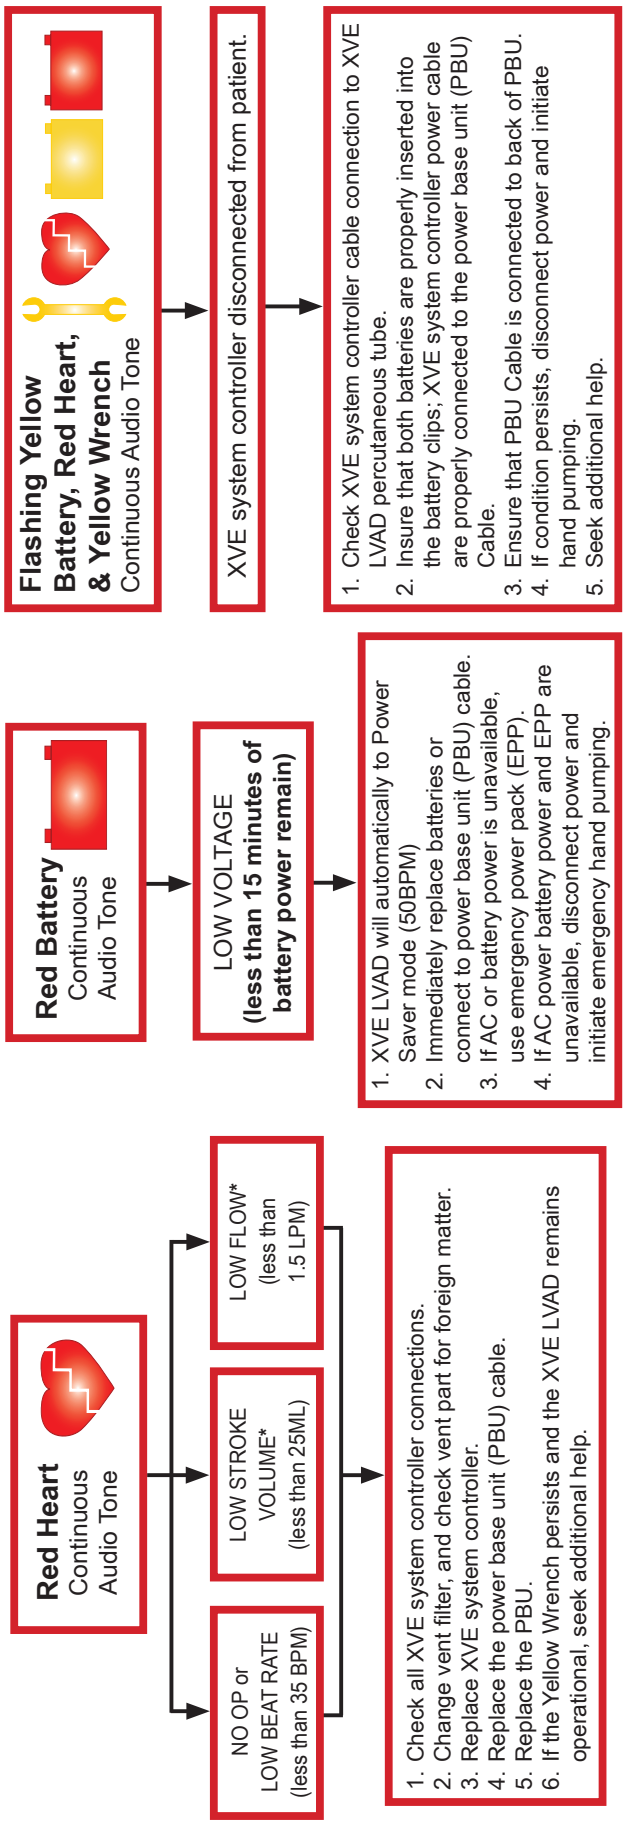 Red Heart
Continuous
Audio Tone
NO OP or
LOW BEAT RATE
(less than 35 BPM)
LOW STROKE
VOLUME*
(less than 25ML)
LOW FLOW*
(less than
1.5 LPM)
1. Check all XVE system controller connections.
2. Change vent filter, and check vent part for foreign matter.
3. Replace XVE system controller.
4. Replace the power base unit (PBU) cable.
5. Replace the PBU.
6. If the Yellow Wrench persists and the XVE LVAD remains
operational, seek additional help.
Red Battery
Continuous
Audio Tone
LOW VOLTAGE
(less than 15 minutes of
battery power remain)
1. XVE LVAD will automatically to Power
Saver mode (50BPM)
2. Immediately replace batteries or
connect to power base unit (PBU) cable.
3. If AC or battery power is unavailable,
use emergency power pack (EPP).
4. If AC power battery power and EPP are
unavailable, disconnect power and
initiate emergency hand pumping.
Flashing Yellow
Battery, Red Heart,
& Yellow Wrench
Continuous Audio Tone
XVE system controller disconnected from patient.
1. Check XVE system controller cable connection to XVE
LVAD percutaneous tube.
2. Insure that both batteries are properly inserted into
the battery clips; XVE system controller power cable
are properly connected to the power base unit (PBU)
Cable.
3. Ensure that PBU Cable is connected to back of PBU.
4. If condition persists, disconnect power and initiate
hand pumping.
5. Seek additional help.